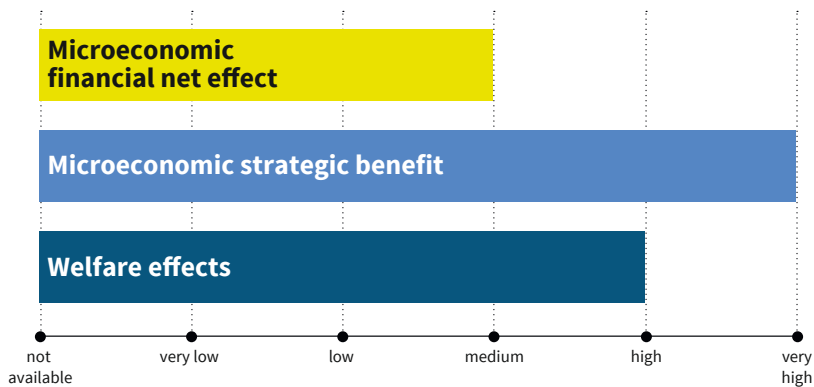 Microeconomic
financial net effect
Microeconomic strategic benefit
Welfare effects
not
available
very low
low
medium
high
very
high